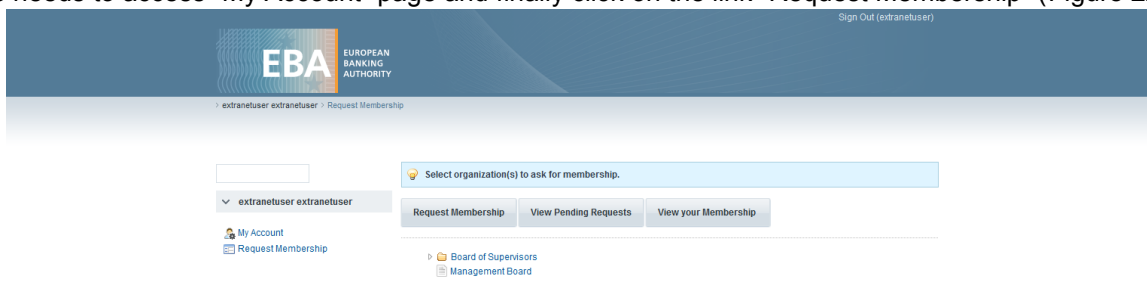 needs to access "My Account" page and finally click on the link "Request Membership" (Figure
Sign Out (extranetuser)
EBA EUROPEAN
BANKING
AUTHORITY
> extranetuser extranetuser > Request Membership
Select organization(s) to ask for membership.
extranetuser extranetuser
Request Membership View Pending Requests View your Membership
My Account
Request Membership
Board of Supervisors
Management Board